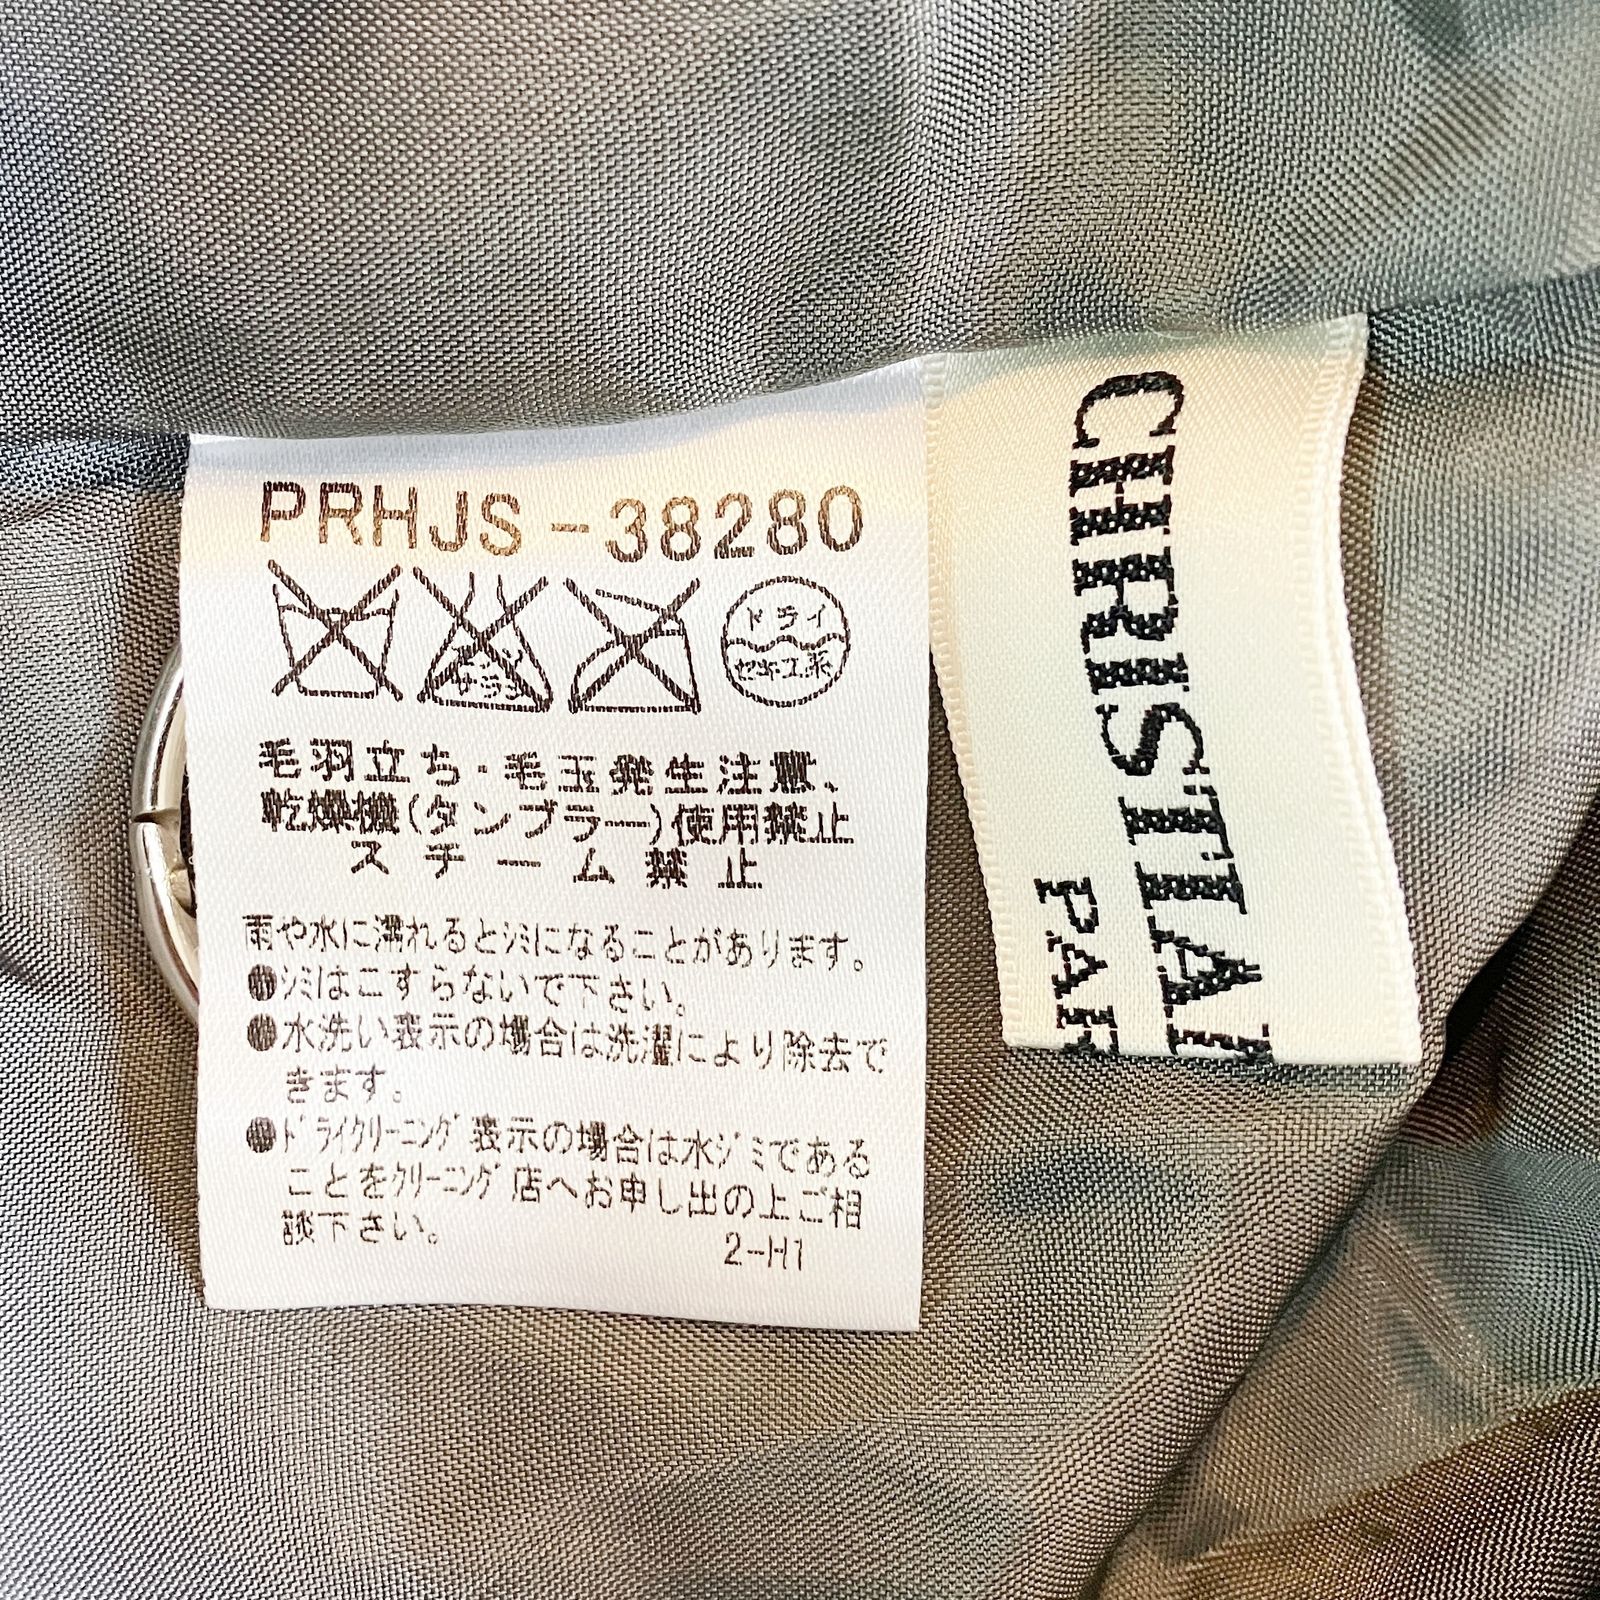 PRHJS-38280
ドライ
セキユ系
毛羽立ち・毛玉発生注意、
乾燥機(タンブラー)使用禁止
スチーム禁止
雨や水に濡れるとシミになることがあります。
●シミはこすらないで下さい。
●水洗い表示の場合は洗濯により除去で
きます。
●ドライクリーニング表示の場合は水ジミである
ことをクリーニング店へお申し出の上ご相
談下さい。
2-H1
CHRISTIAN
PAR